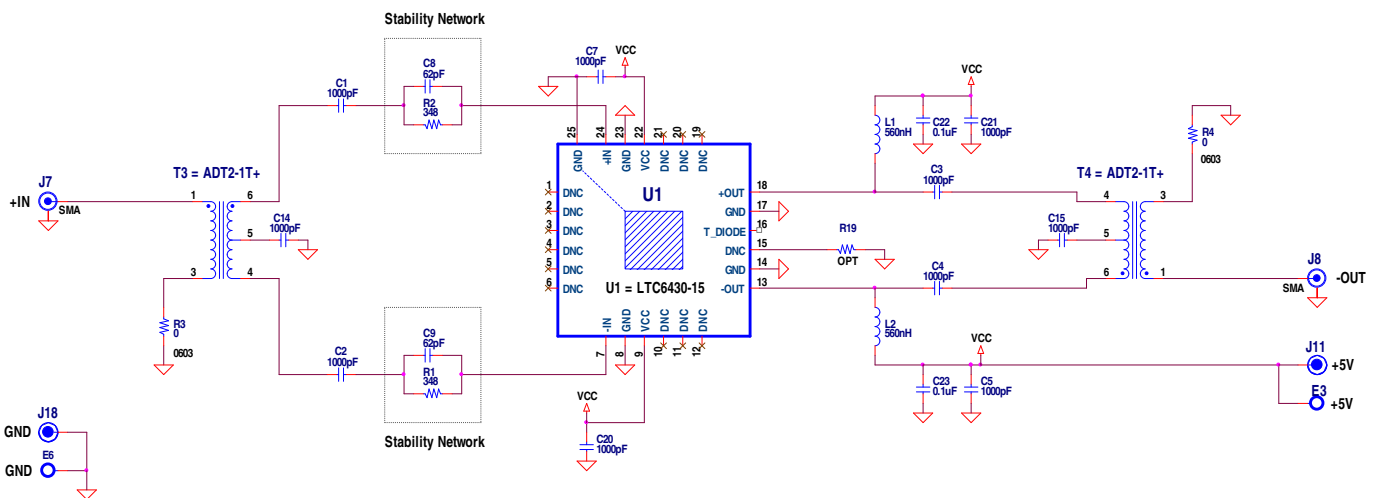 Stability Network
C8
62pF
R2
348
C1
1000pF
C7
1000pF
VCC
25
24
23
22
21
20
19
GND
+IN
GND
VCC
DNC
DNC
DNC
VCC
L1
560nH
C22
0.1uF
C21
1000pF
R4
0
0603
T3 = ADT2-1T+
J7
+IN
SMA
1
6
C14
1000pF
5
3
4
R3
0
0603
U1
1
DNC
2
DNC
3
DNC
4
DNC
5
DNC
6
DNC
+OUT
18
GND
17
T_DIODE
16
DNC
15
GND
14
-OUT
13
U1 = LTC6430-15
R19
OPT
C3
1000pF
T4 = ADT2-1T+
4
3
C15
1000pF
5
6
1
C4
1000pF
J8
-OUT
SMA
-IN
GND
VCC
DNC
DNC
DNC
7
8
9
10
11
12
L2
560nH
VCC
C23
0.1uF
C5
1000pF
J11
+5V
E3
+5V
C2
1000pF
C9
62pF
R1
348
Stability Network
VCC
C20
1000pF
J18
GND
E6
GND